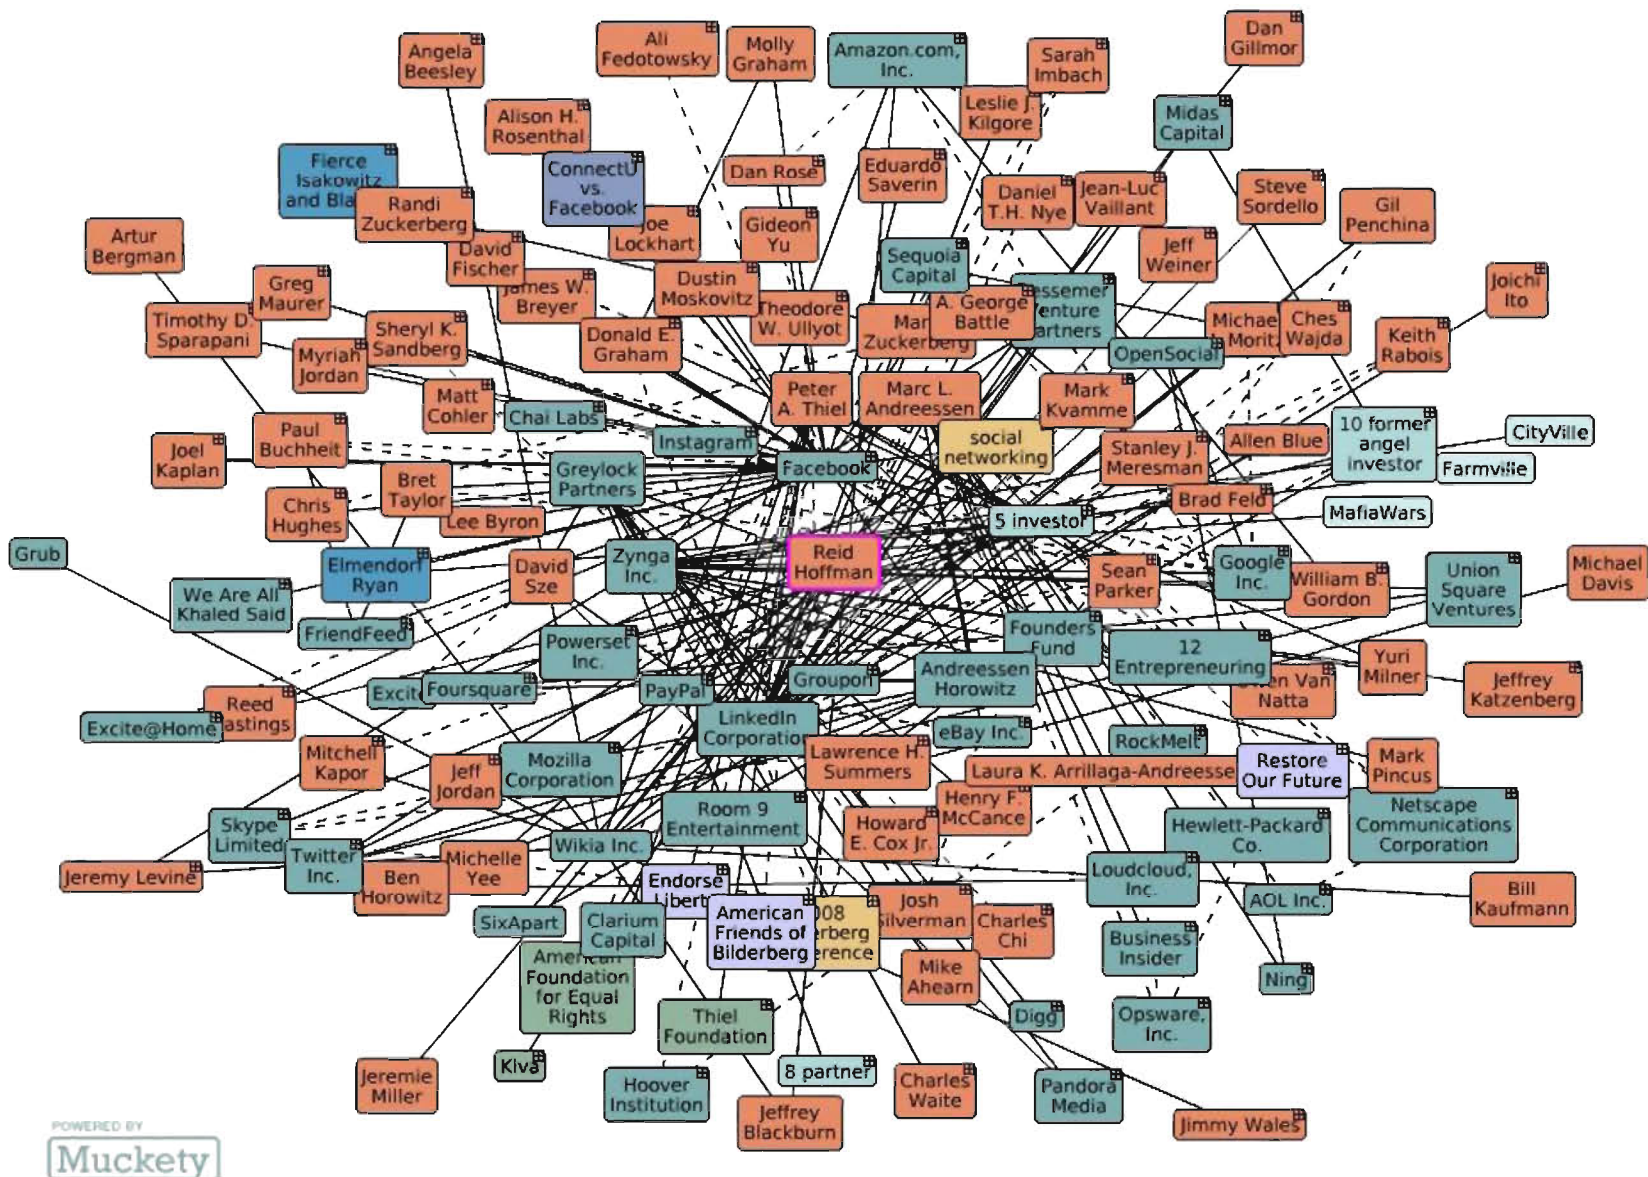 Angela
Beesley
Ali
Fedotowsky
Molly
Graham
Amazon.com,
Inc.
Sarah
Imbach
Dan
Gillmor
Alison H.
Rosenthal
Leslie J.
Kilgore
Midas
Capital
Fierce
Isakowitz
and
ConnectU
vs.
Facebook
Dan Rose
Eduardo
Saverin
Daniel
T.H. Nye
Jean-Luc
Vaillant
Steve
Sordello
Gil
Penchina
Randi
Zuckerberg
Joe
Lockhart
Gideon
Yu
Artur
Bergman
David
Fischer
Sequoia
Capital
Jeff
Weiner
Greg
Maurer
James W.
Breyer
Dustin
Moskovitz
Theodore
W. Ullyot
Zuckerberg
A. George
Battle
Joichi
Ito
Timothy D.
Sparapani
Sheryl K.
Sandberg
Donald E.
Graham
Ches
Wajda
Keith
Rabois
Myriah
Jordan
OpenSocial
Matt
Cohler
Chai Labs
Peter
A. Thiel
Marc L.
Andreessen
Mark
Kvamme
Joel
Kaplan
Paul
Buchheit
Instagram
social
networking
Stanley J.
Meresman
Allen Blue
10 former
angel
investor
CityVille
Farmville
Greylock
Partners
Facebook
Chris
Hughes
Bret
Taylor
Lee Byron
5 investor
Brad Feld
MafiaWars
Grub
We Are All
Khaled Said
Elmendorf
Ryan
David
Sze
Zynga
Inc.
Reid
Hoffman
Sean
Parker
Google
Inc.
William B.
Gordon
Union
Square
Ventures
Michael
Davis
FriendFeed
Powerset
Inc.
Founders
Fund
12
Entrepreneuring
Yuri
Milner
Jeffrey
Katzenberg
Reed
Excite@Home
Foursquare
PayPal
Groupon
Andreessen
Horowitz
Van
Natta
LinkedIn
Corporation
eBay Inc.
RockMelt
Mitchell
Kapor
Jeff
Jordan
Mozilla
Corporation
Lawrence H.
Summers
Laura K.
Restore
Our Future
Mark
Pincus
Henry F.
McCance
Room 9
Entertainment
Howard
E. Cox Jr.
Hewlett-Packard
Co.
Netscape
Communications
Corporation
Skype
Limited
Twitter
Inc.
Wikia Inc.
Jeremy Levine
Ben
Horowitz
Michelle
Yee
Endorse
Loudcloud,
Inc.
AOL Inc.
Bill
Kaufmann
SixApart
Clarium
Capital
American
Friends of
Bilderberg
Josh
Charles
Chi
Business
Insider
American
Foundation
for Equal
Rights
Mike
Ahearn
Ning
Thiel
Foundation
Digg
Opsware,
Inc.
Kiva
Jeremie
Miller
Hoover
Institution
8 partner
Charles
Waite
Pandora
Media
Jeffrey
Blackburn
Jimmy Wales
POWERED BY
Muckety